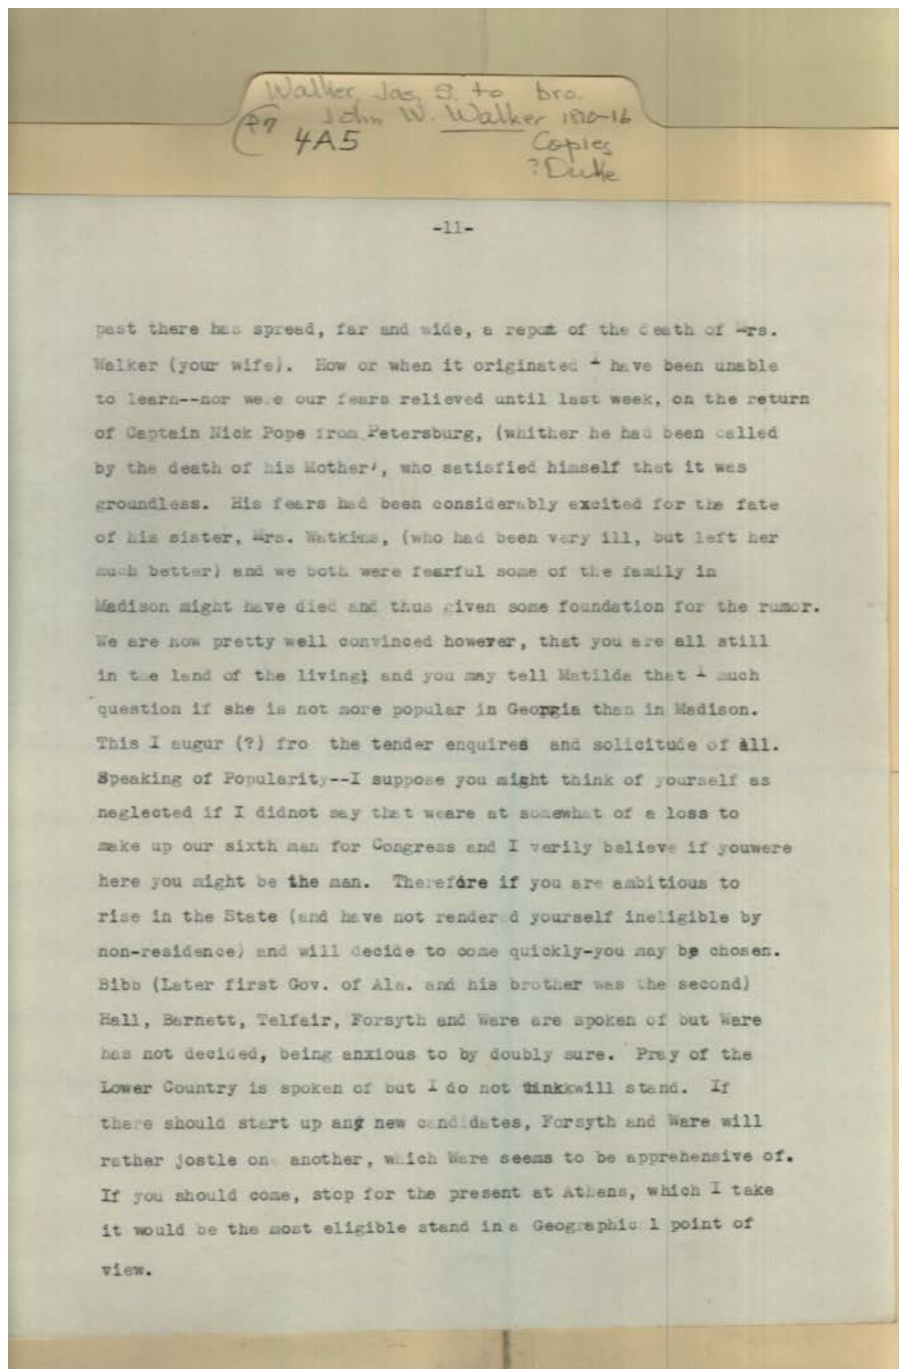 Walker, Jas. S. to bro.
John W. Walker 1810-16
4A5
Copies
? Duke
-11-
past there has spread, far and wide, a repot of the death of Mrs.
Walker (your wife). How or when it originated I have been unable
to learn--nor were our fears relieved until last week, on the return
of Captain Nick Pope from Petersburg, (whither he had been called
by the death of his Mother), who satisfied himself that it was
groundless. His fears had been considerably excited for the fate
of his sister, Mrs. Watkins, (who had been very ill, but left her
much better) and we both were fearful some of the family in
Madison might have died and thus given some foundation for the rumor.
We are now pretty well convinced however, that you are all still
in the land of the living; and you may tell Matilda that I much
question if she is not more popular in Georgia than in Madison.
This I augur (?) fro the tender enquires and solicitude of all.
Speaking of Popularity--I suppose you might think of yourself as
neglected if I didnot say that weare at somewhat of a loss to
make up our sixth man for Congress and I verily believe if youwere
here you might be the man. Therefore if you are ambitious to
rise in the State (and have not rendered yourself ineligible by
non-residence) and will decide to come quickly-you may be chosen.
Bibb (Later first Gov. of Ala. and his brother was the second)
Hall, Barnett, Telfair, Forsyth and Ware are spoken of but Ware
has not decided, being anxious to by doubly sure. Pray of the
Lower Country is spoken of but I do not thinkkwill stand. If
there should start up any new candidates, Forsyth and Ware will
rather jostle one another, which Ware seems to be apprehensive of.
If you should come, stop for the present at Athens, which I take
it would be the most eligible stand in a Geographical point of
view.